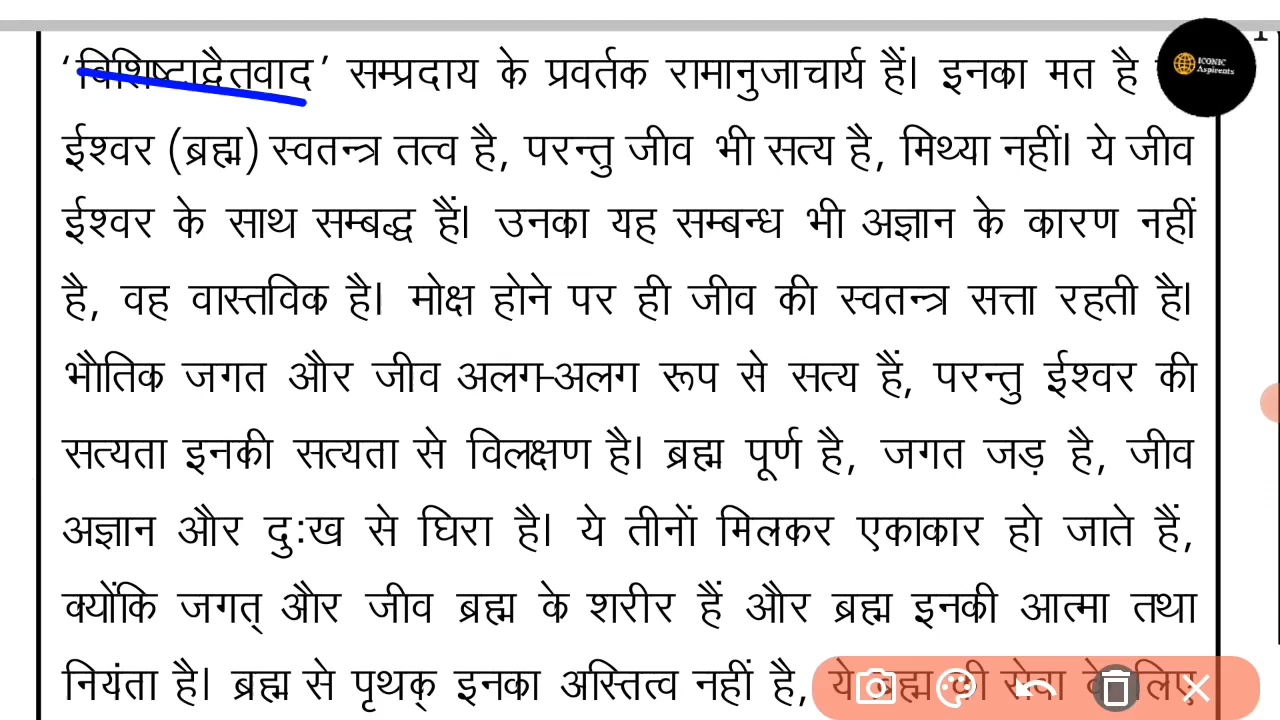 ‘विशिष्टाद्वैतवाद’ सम्प्रदाय के प्रवर्तक रामानुजाचार्य हैं। इनका मत है
ICONIC
Aspirents
ईश्वर (ब्रह्म) स्वतन्त्र तत्व है, परन्तु जीव भी सत्य है, मिथ्या नहीं। ये जीव
ईश्वर के साथ सम्बद्ध हैं। उनका यह सम्बन्ध भी अज्ञान के कारण नहीं
है, वह वास्तविक है। मोक्ष होने पर ही जीव की स्वतन्त्र सत्ता रहती है।
भौतिक जगत और जीव अलग-अलग रूप से सत्य हैं, परन्तु ईश्वर की
सत्यता इनकी सत्यता से विलक्षण है। ब्रह्म पूर्ण है, जगत जड़ है, जीव
अज्ञान और दुःख से घिरा है। ये तीनों मिलकर एकाकार हो जाते हैं,
क्योंकि जगत् और जीव ब्रह्म के शरीर हैं और ब्रह्म इनकी आत्मा तथा
नियंता है। ब्रह्म से पृथक् इनका अस्तित्व नहीं है, ये ब्रह्म की सेवा के लिए